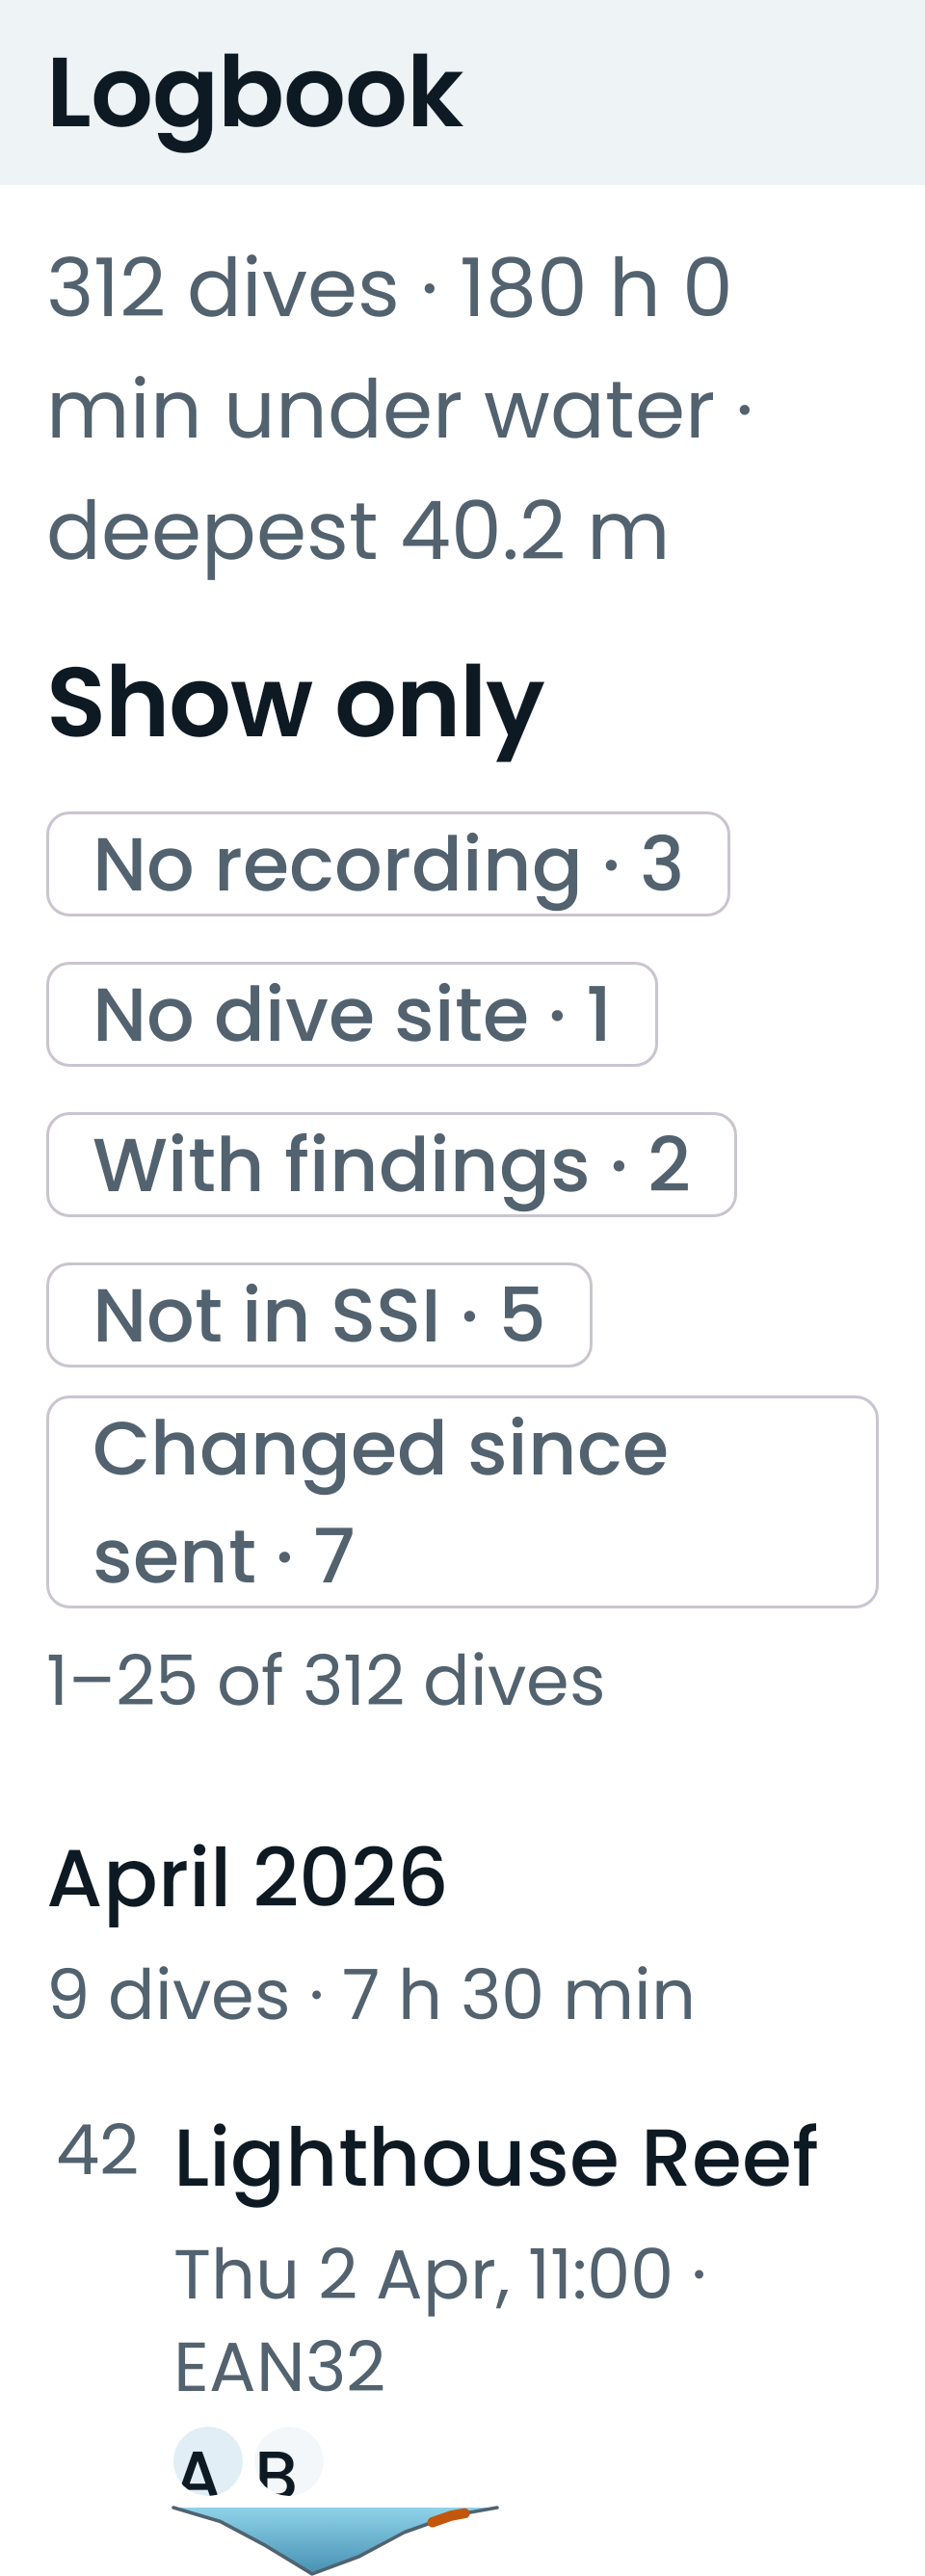 Logbook
312 dives · 180 h 0
min under water ·
deepest 40.2 m
Show only
No recording · 3
No dive site · 1
With findings · 2
Not in SSI · 5
Changed since
sent · 7
1–25 of 312 dives
April 2026
9 dives · 7 h 30 min
42 Lighthouse Reef
Thu 2 Apr, 11:00 ·
EAN32
A B